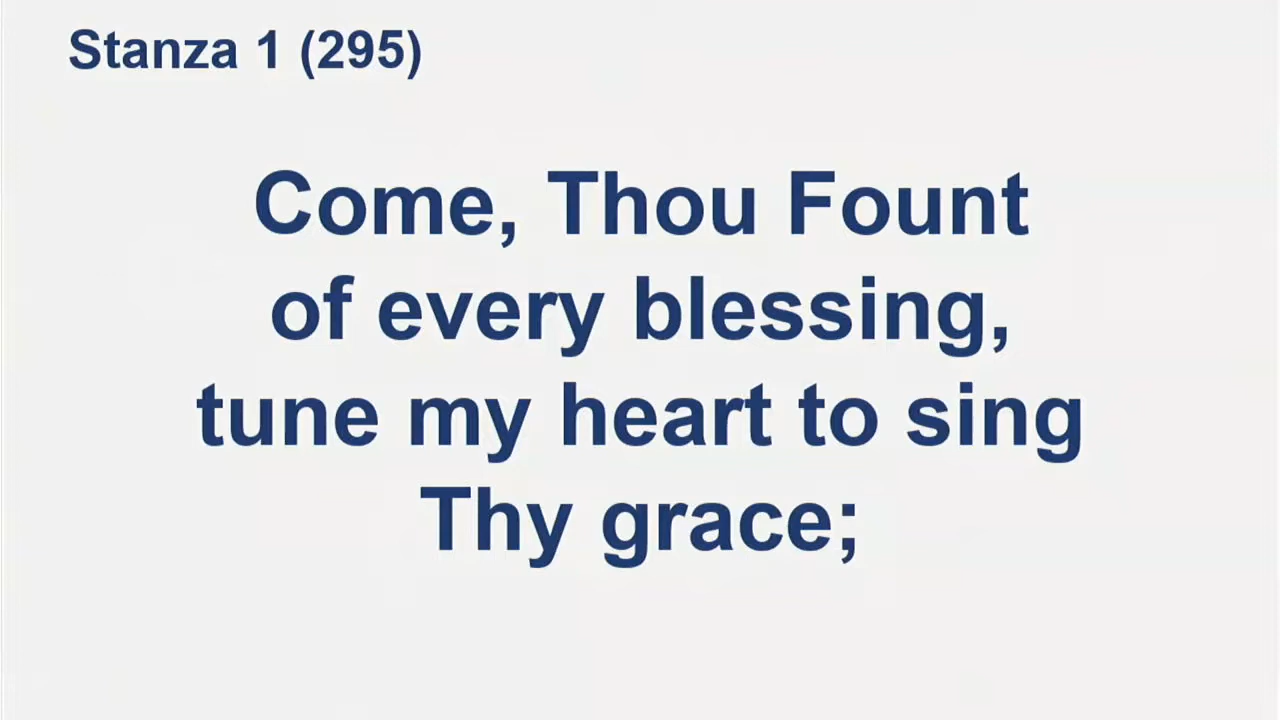 Stanza 1 (295)
Come, Thou Fount
of every blessing,
tune my heart to sing
Thy grace;